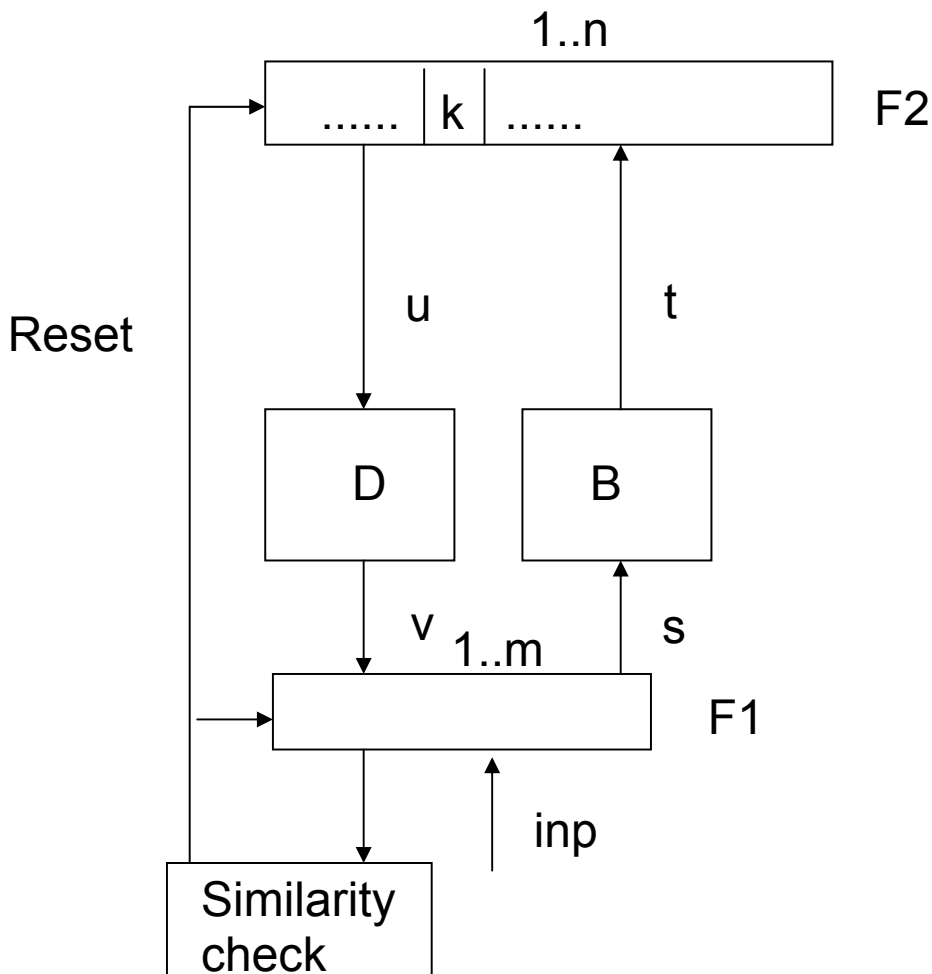 1..n
...... k ...... F2
u t
Reset
D B
v 1..m s
F1
inp
Similarity
check